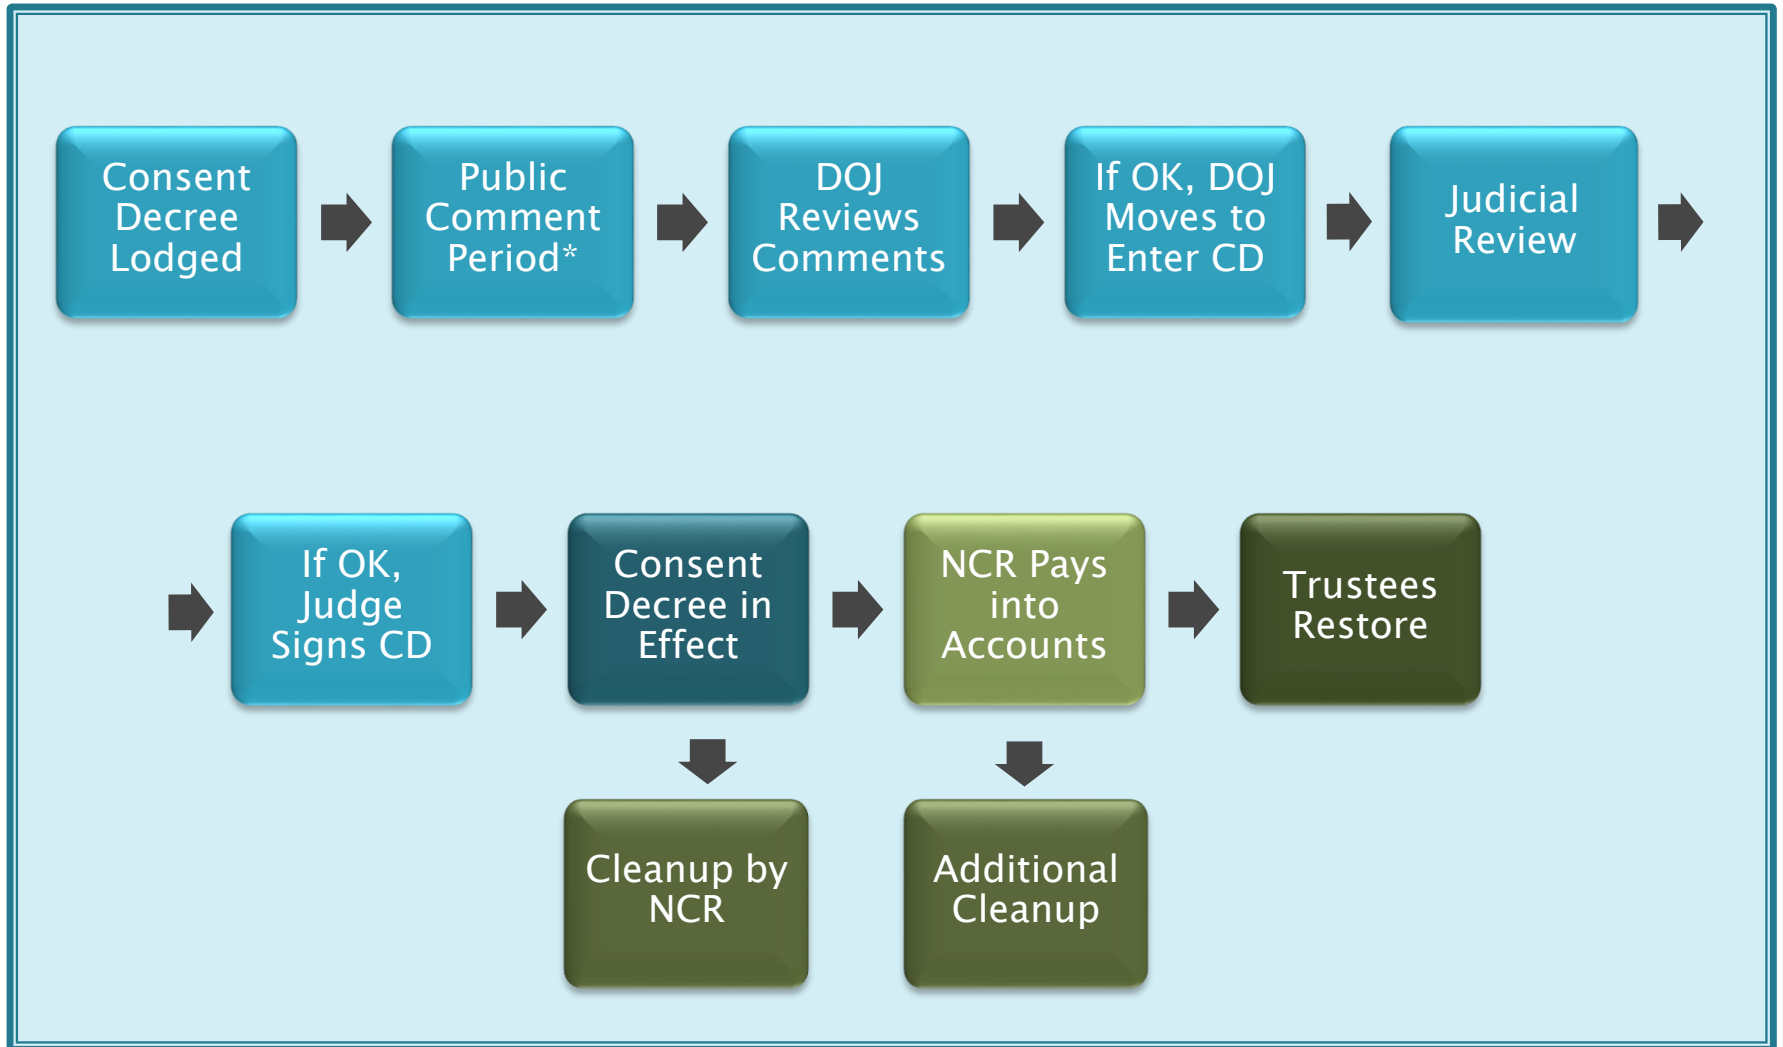 Consent
Decree
Lodged
Public
Comment
Period*
DOJ
Reviews
Comments
If OK, DOJ
Moves to
Enter CD
Judicial
Review
If OK,
Judge
Signs CD
Consent
Decree in
Effect
NCR Pays
into
Accounts
Trustees
Restore
Cleanup by
NCR
Additional
Cleanup